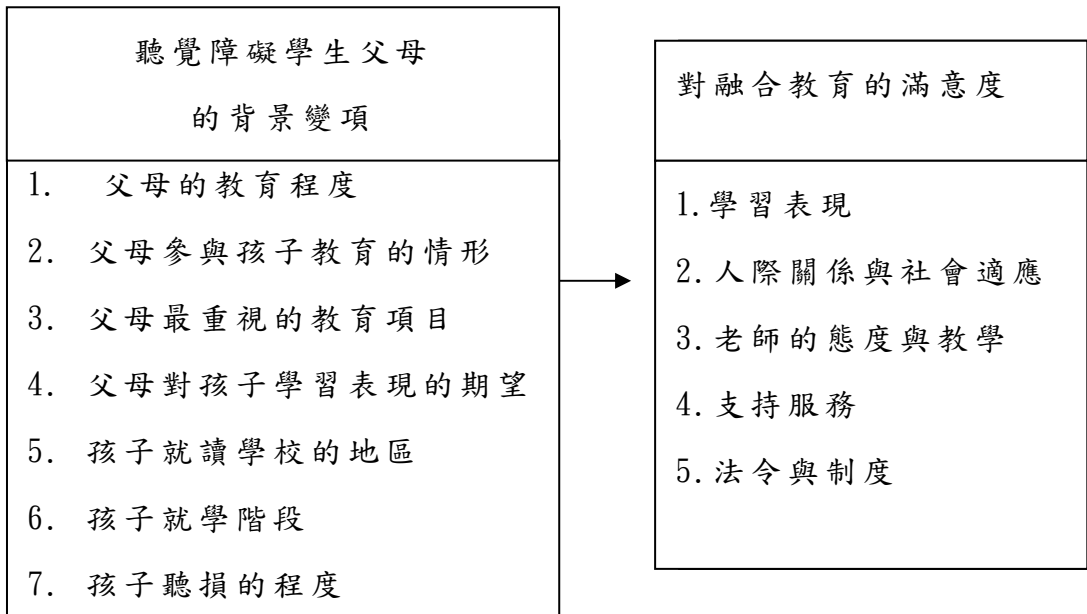 聽覺障礙學生父母
的背景變項
1. 父母的教育程度
2. 父母參與孩子教育的情形
3. 父母最重視的教育項目
4. 父母對孩子學習表現的期望
5. 孩子就讀學校的地區
6. 孩子就學階段
7. 孩子聽損的程度
對融合教育的滿意度
1.學習表現
2.人際關係與社會適應
3.老師的態度與教學
4.支持服務
5.法令與制度